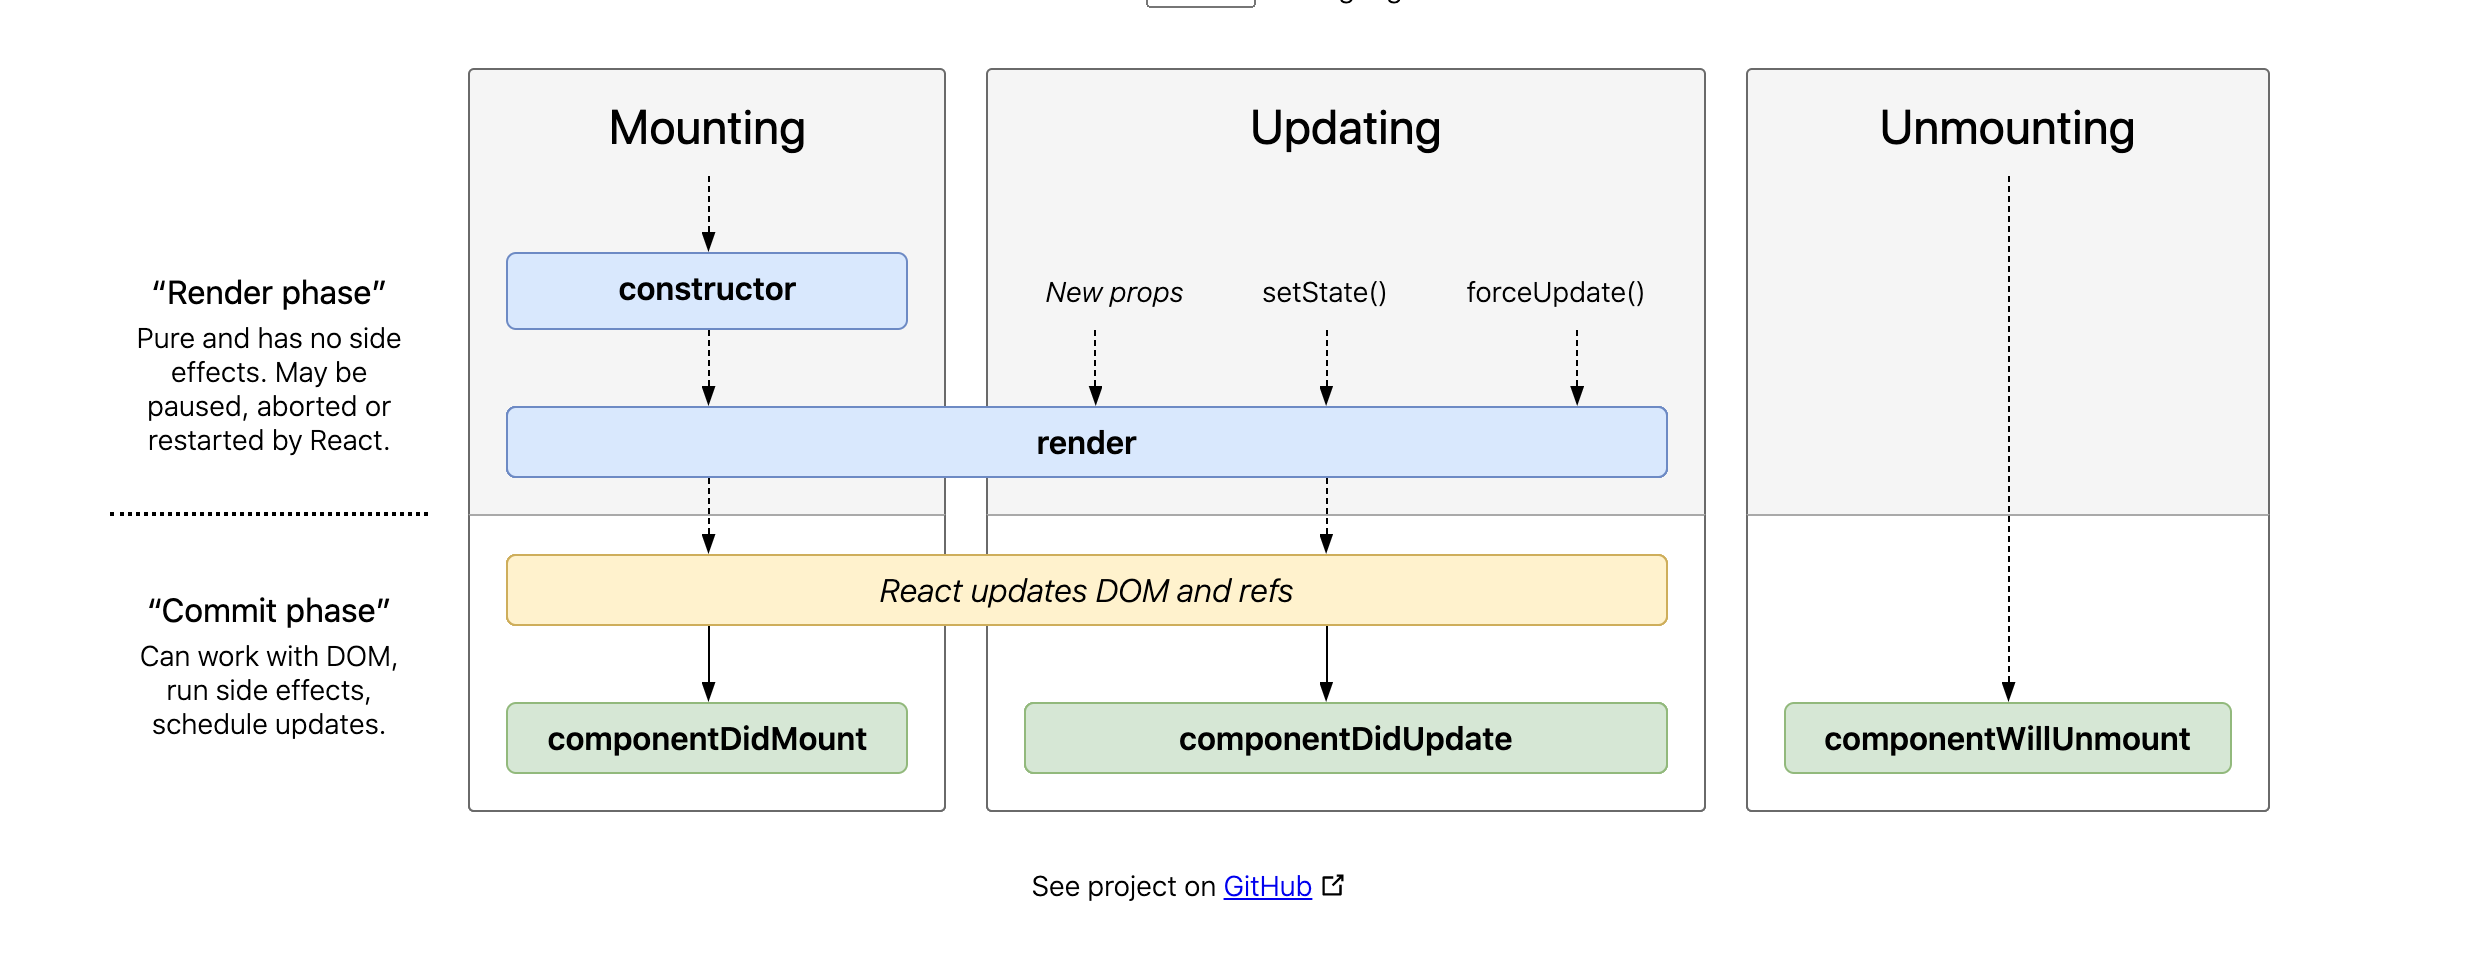 Mounting
Updating
Unmounting
“Render phase”
Pure and has no side
effects. May be
paused, aborted or
restarted by React.
constructor
New props
setState()
forceUpdate()
render
“Commit phase”
Can work with DOM,
run side effects,
schedule updates.
React updates DOM and refs
componentDidMount
componentDidUpdate
componentWillUnmount
See project on GitHub